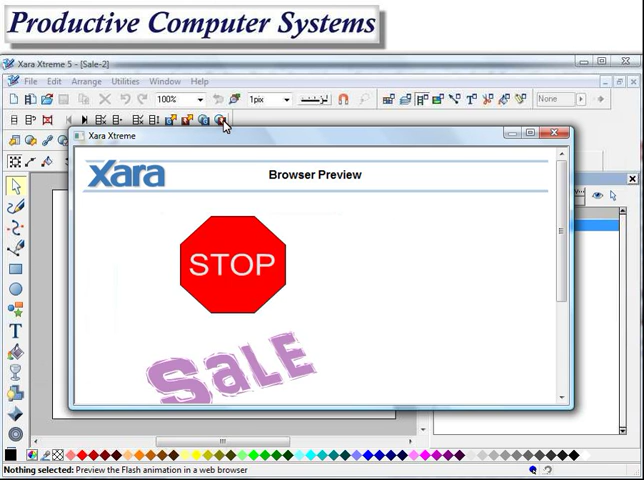 Productive Computer Systems
Xara Xtreme 5 - [Sale-2]
File Edit Arrange Utilities Window Help
100% 1pix None
Xara Xtreme
xara Browser Preview
STOP
SaLE
T
Nothing selected: Preview the Flash animation in a web browser